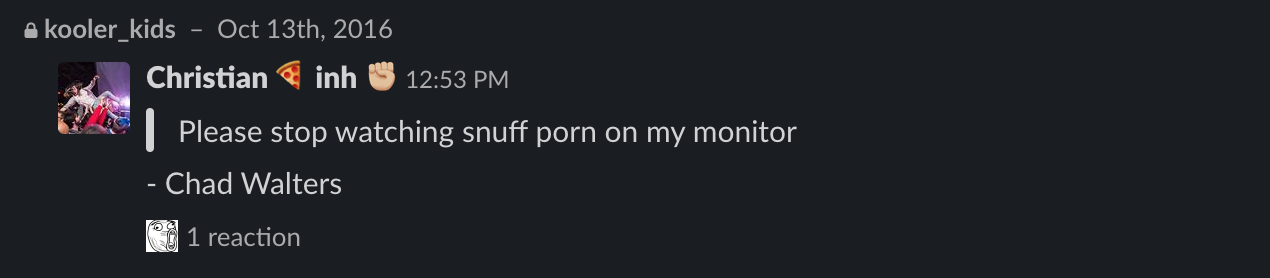 kooler_kids – Oct 13th, 2016
Christian 🍕 inh ✊🏼 12:53 PM
Please stop watching snuff porn on my monitor
- Chad Walters
1 reaction